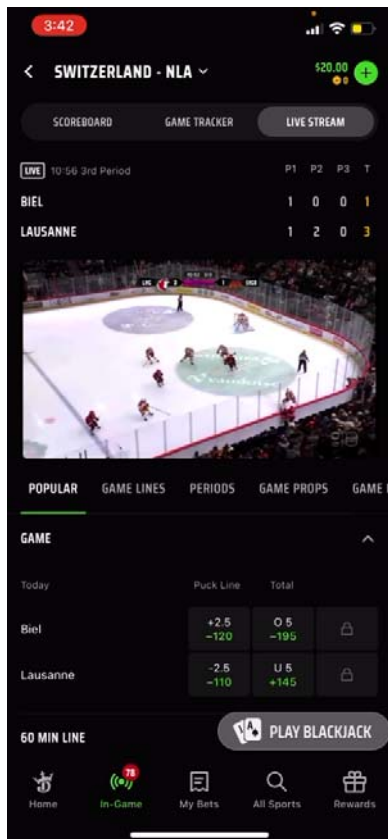 3:42
SWITZERLAND - NLA
$20.00
0
SCOREBOARD GAME TRACKER LIVE STREAM
LIVE 10:56 3rd Period P1 P2 P3 T
BIEL 1 0 0 1
LAUSANNE 1 2 0 3
POPULAR GAME LINES PERIODS GAME PROPS GAME
GAME
Today Puck Line Total
Biel +2.5 -120 O 5 -195
Lausanne -2.5 -110 U 5 +145
60 MIN LINE
PLAY BLACKJACK
78
Home In-Game My Bets All Sports Rewards